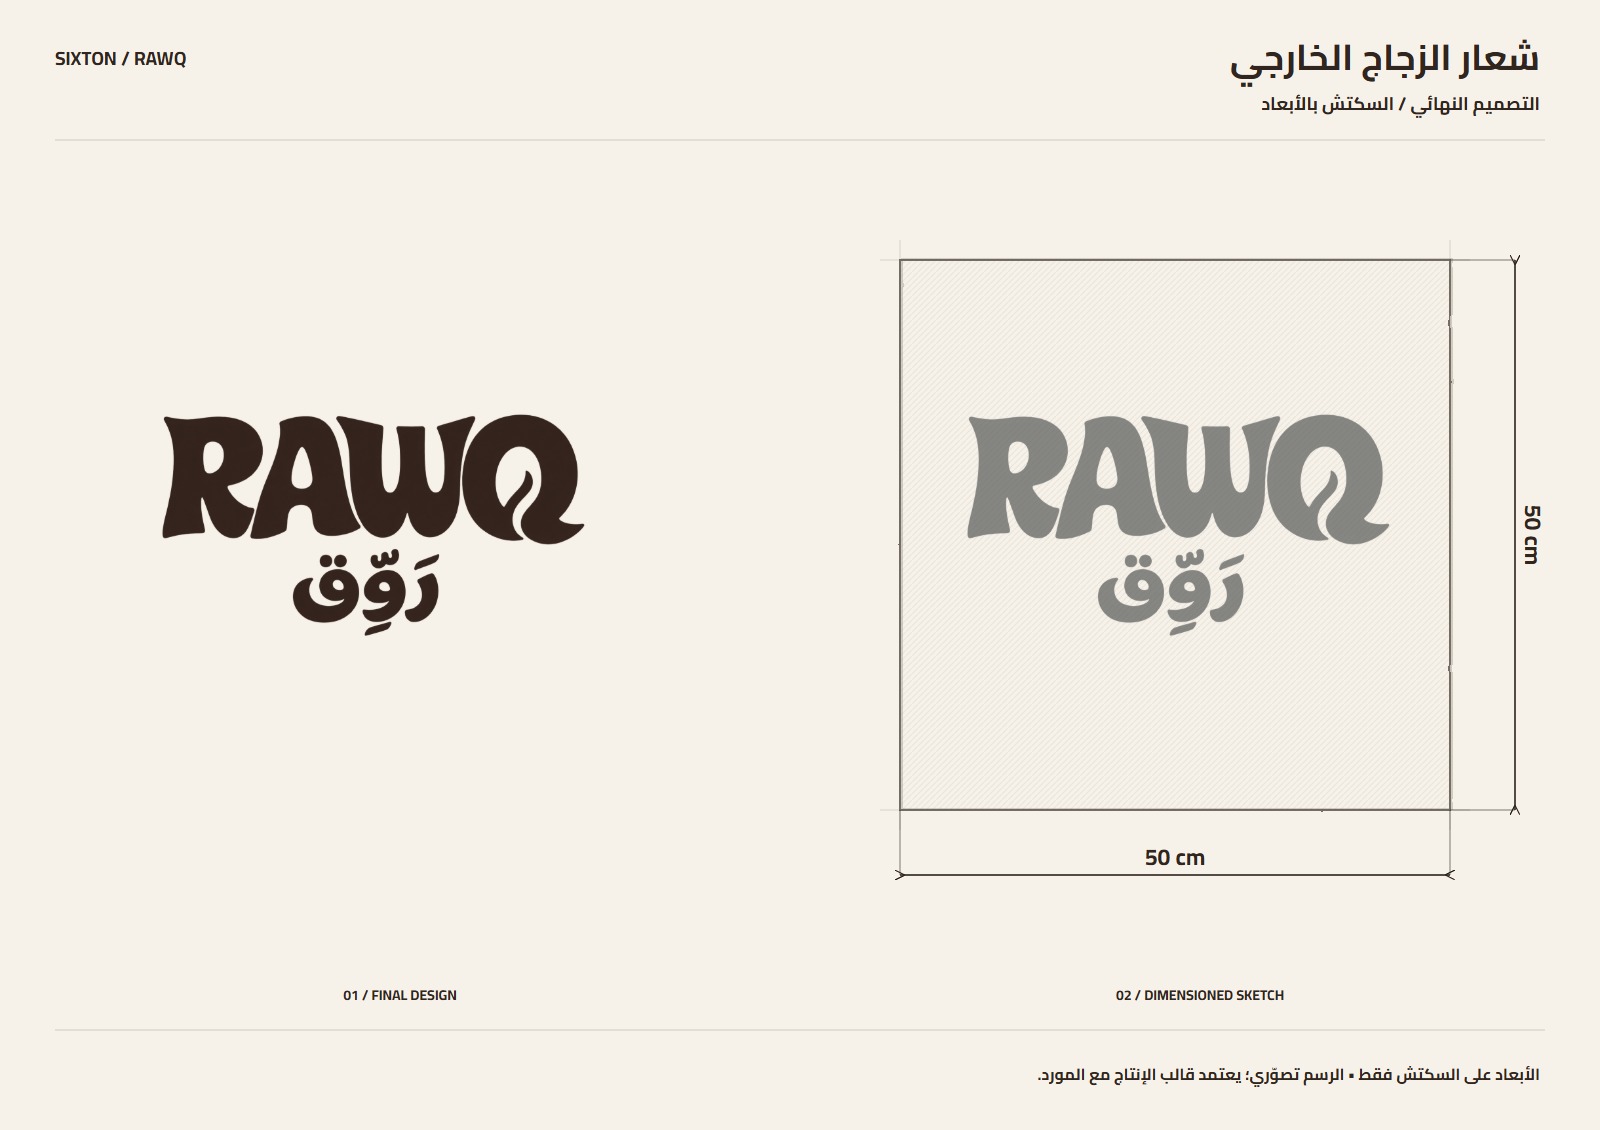 SIXTON / RAWQ
شعار الزجاج الخارجي
التصميم النهائي / السكتش بالأبعاد
RAWQ
رَوِّق
RAWQ
رَوِّق
50 cm
50 cm
01 / FINAL DESIGN
02 / DIMENSIONED SKETCH
الأبعاد على السكتش فقط • الرسم تصوّري؛ يعتمد قالب الإنتاج مع المورد.